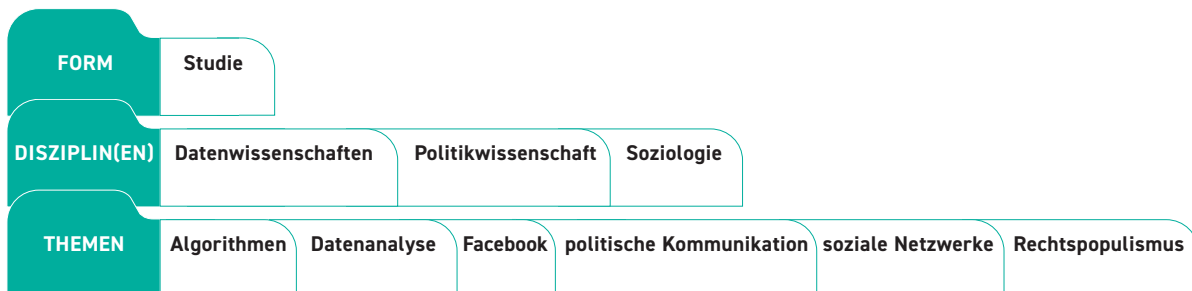 FORM Studie
DISZIPLIN(EN) Datenwissenschaften Politikwissenschaft Soziologie
THEMEN Algorithmen Datenanalyse Facebook politische Kommunikation soziale Netzwerke Rechtspopulismus